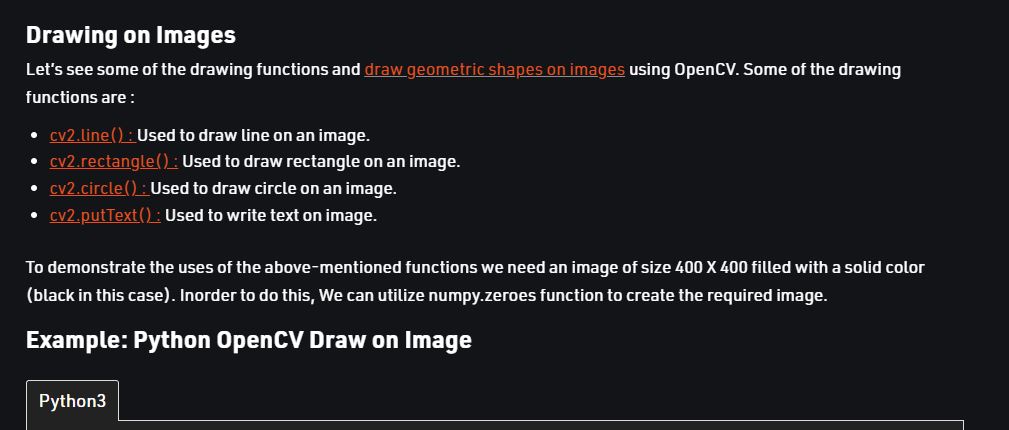 Drawing on Images
Let's see some of the drawing functions and draw geometric shapes on images using OpenCV. Some of the drawing
functions are :
• cv2.line() : Used to draw line on an image.
• cv2.rectangle() : Used to draw rectangle on an image.
• cv2.circle() : Used to draw circle on an image.
• cv2.putText() : Used to write text on image.
To demonstrate the uses of the above-mentioned functions we need an image of size 400 X 400 filled with a solid color
(black in this case). Inorder to do this, We can utilize numpy.zeroes function to create the required image.
Example: Python OpenCV Draw on Image
Python3